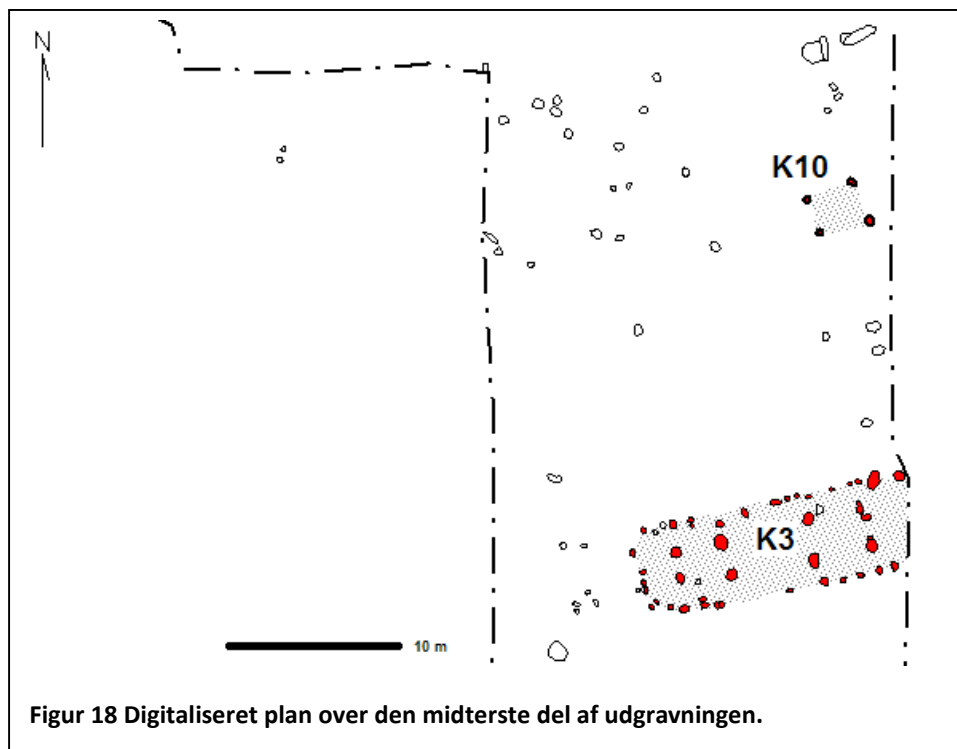 N
K10
K3
10 m
Figur 18 Digitaliseret plan over den midterste del af udgravningen.